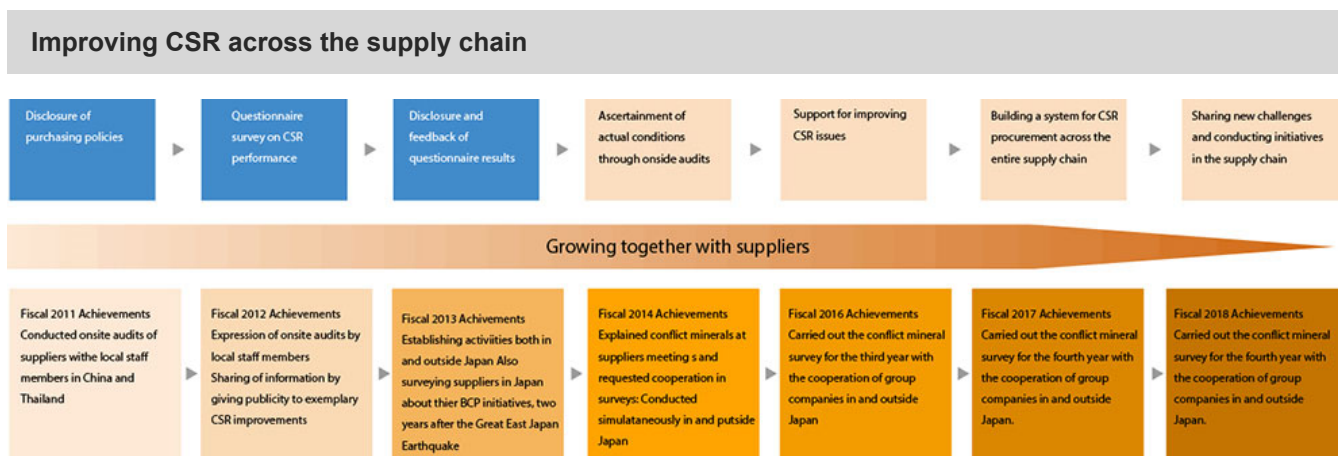 Improving CSR across the supply chain
Disclosure of
purchasing policies
Questionnaire
survey on CSR
performance
Disclosure and
feedback of
questionnaire results
Ascertainment of
actual conditions
through onside audits
Support for improving
CSR issues
Building a system for CSR
procurement across the
entire supply chain
Sharing new challenges
and conducting initiatives
in the supply chain
Growing together with suppliers
Fiscal 2011 Achievements
Conducted onsite audits of
suppliers withe local staff
members in China and
Thailand
Fiscal 2012 Achievements
Expression of onsite audits by
local staff members
Sharing of information by
giving publicity to exemplary
CSR improvements
Fiscal 2013 Achievements
Establishing activiities both in
and outside Japan Also
surveying suppliers in Japan
about thier BCP initiatives, two
years after the Great East Japan
Earthquake
Fiscal 2014 Achievements
Explained conflict minerals at
suppliers meeting s and
requested cooperation in
surveys: Conducted
simulataneously in and putside
Japan
Fiscal 2016 Achievements
Carried out the conflict mineral
survey for the third year with
the cooperation of group
companies in and outside
Japan
Fiscal 2017 Achievements
Carried out the conflict mineral
survey for the fourth year with
the cooperation of group
companies in and outside
Japan.
Fiscal 2018 Achievements
Carried out the conflict mineral
survey for the fourth year with
the cooperation of group
companies in and outside
Japan.